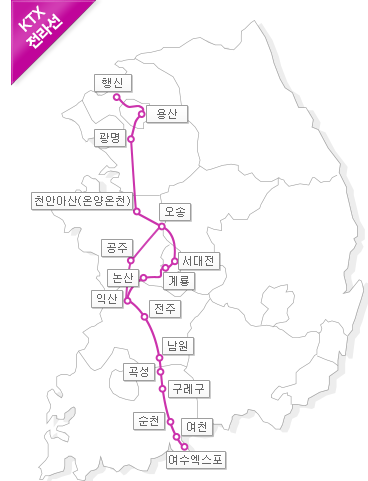 KTX
전라선
행신
용산
광명
천안아산(온양온천)
오송
공주
서대전
논산
계룡
익산
전주
남원
곡성
구례구
순천
여천
여수엑스포